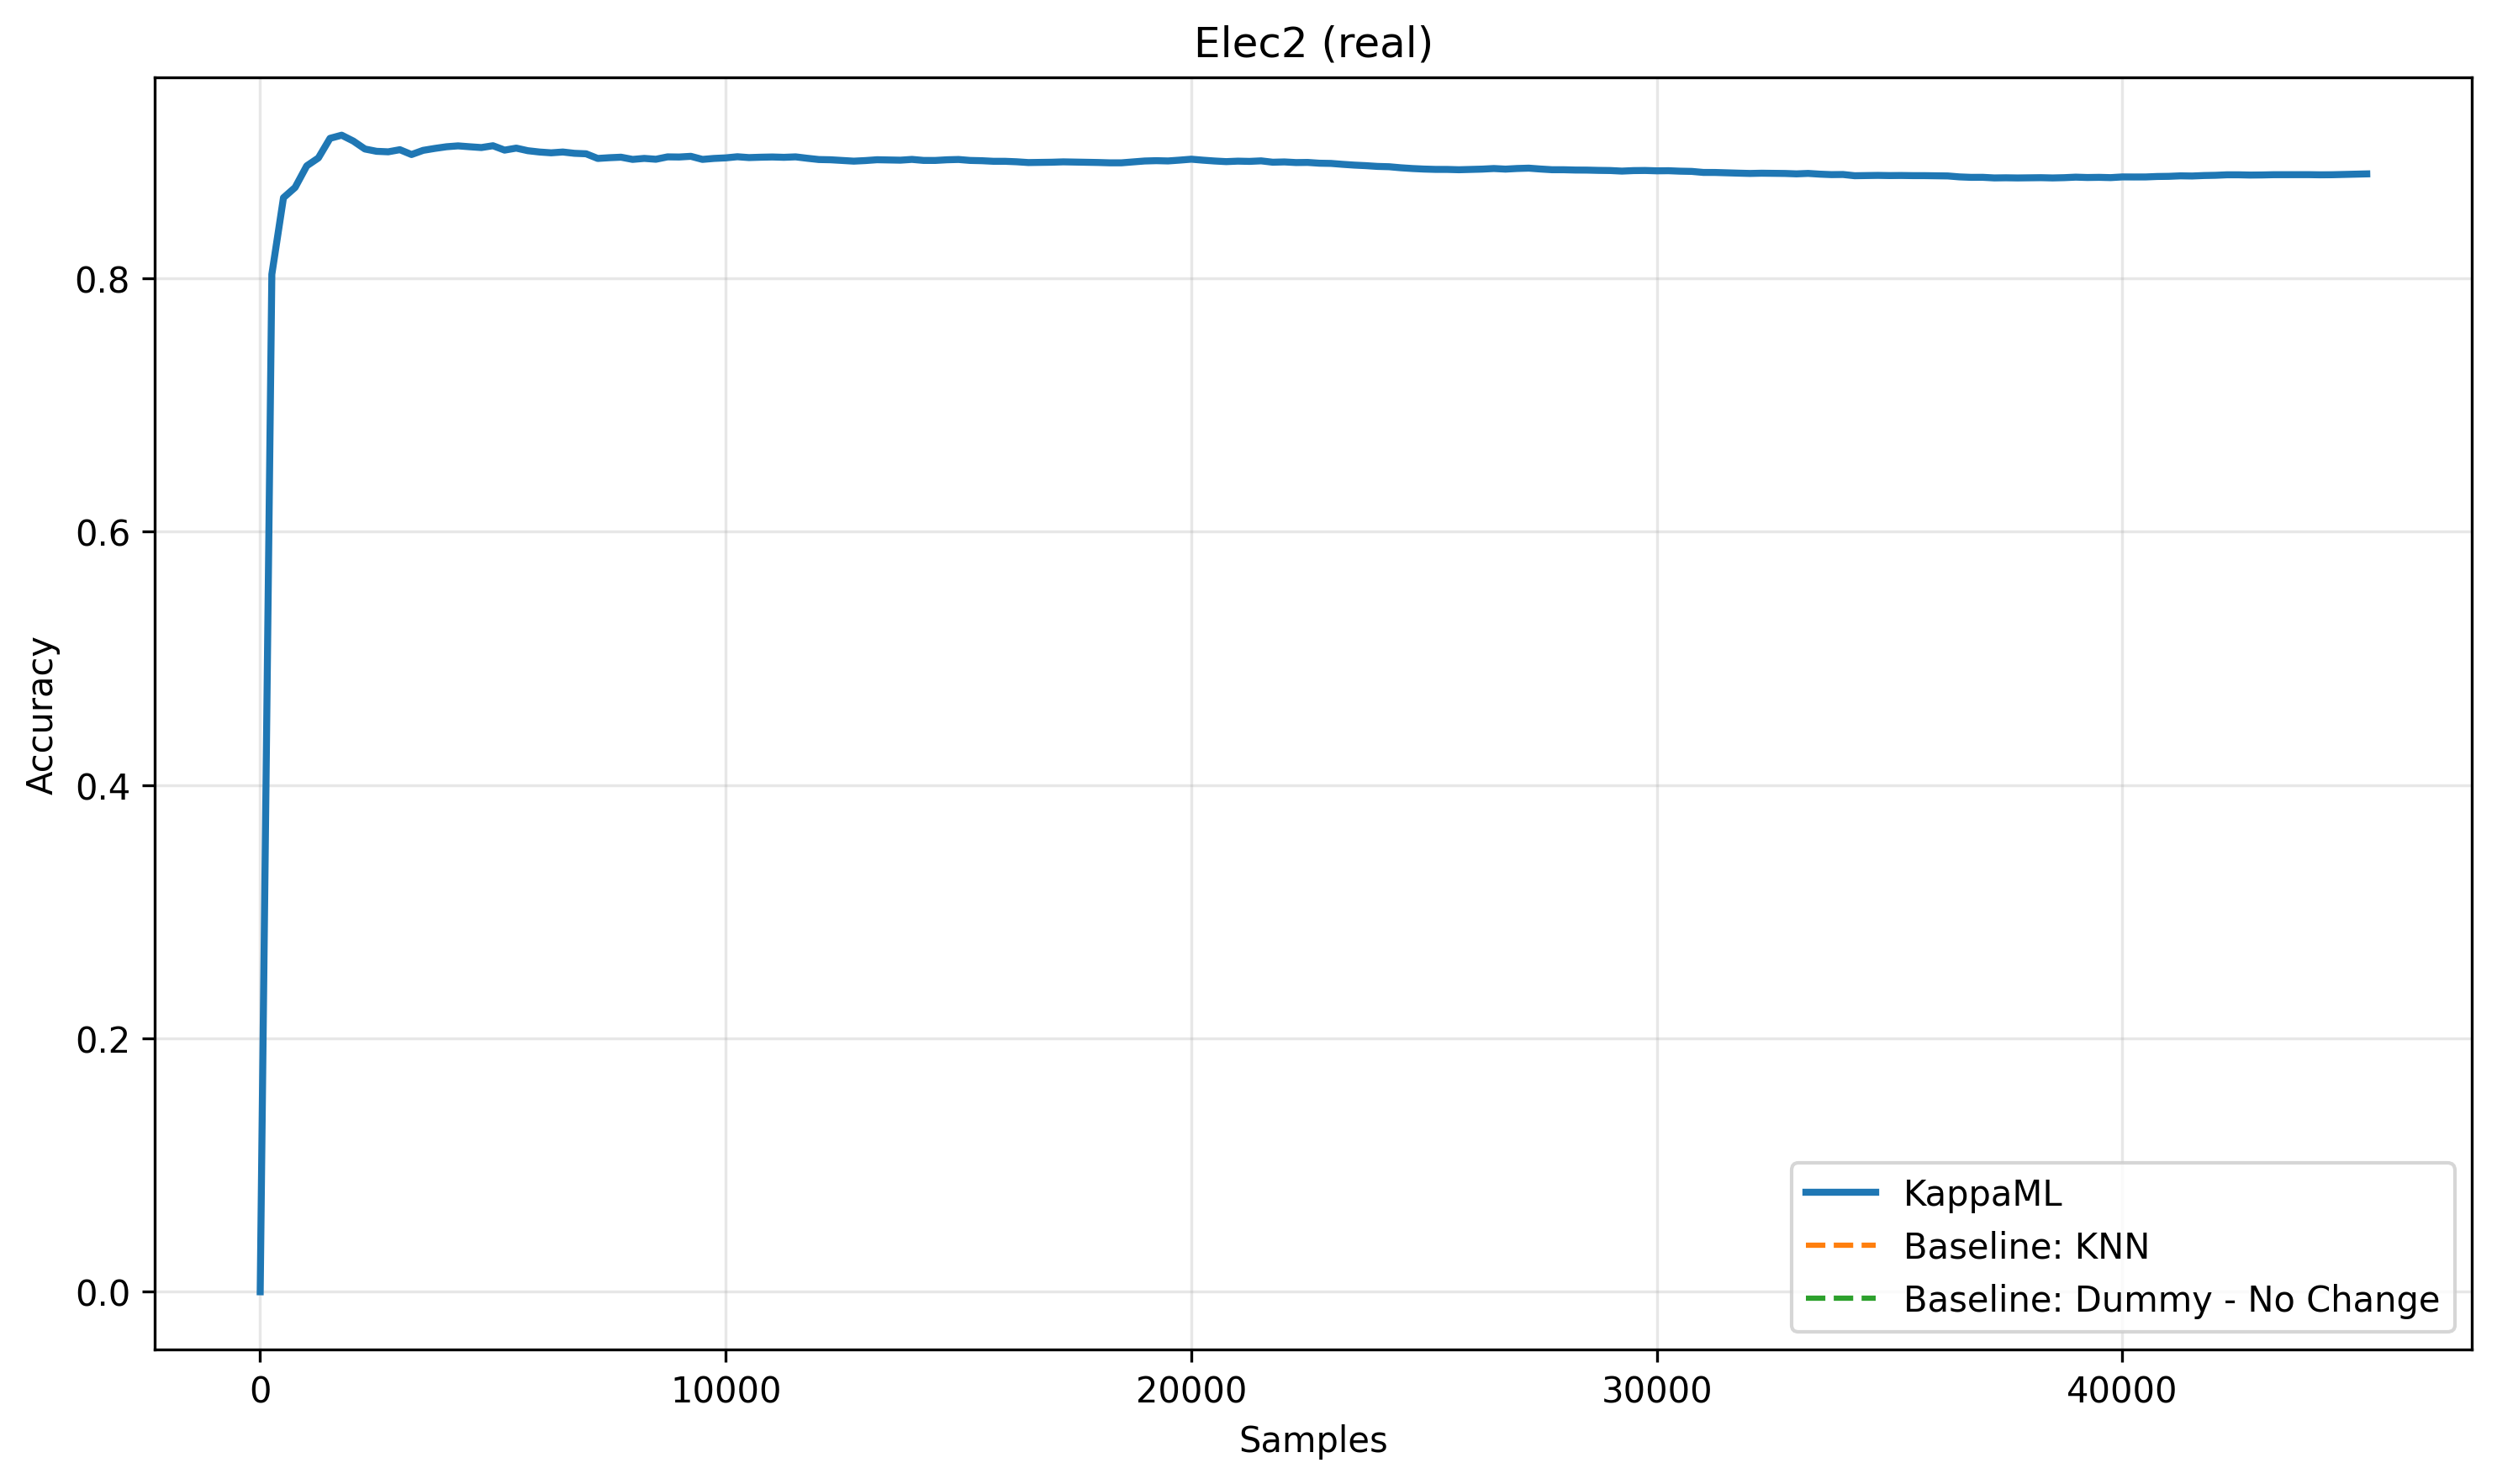 Elec2 (real)
0.8
0.6
0.4
0.2
0.0
Accuracy
0
10000
20000
30000
40000
Samples
KappaML
Baseline: KNN
Baseline: Dummy - No Change